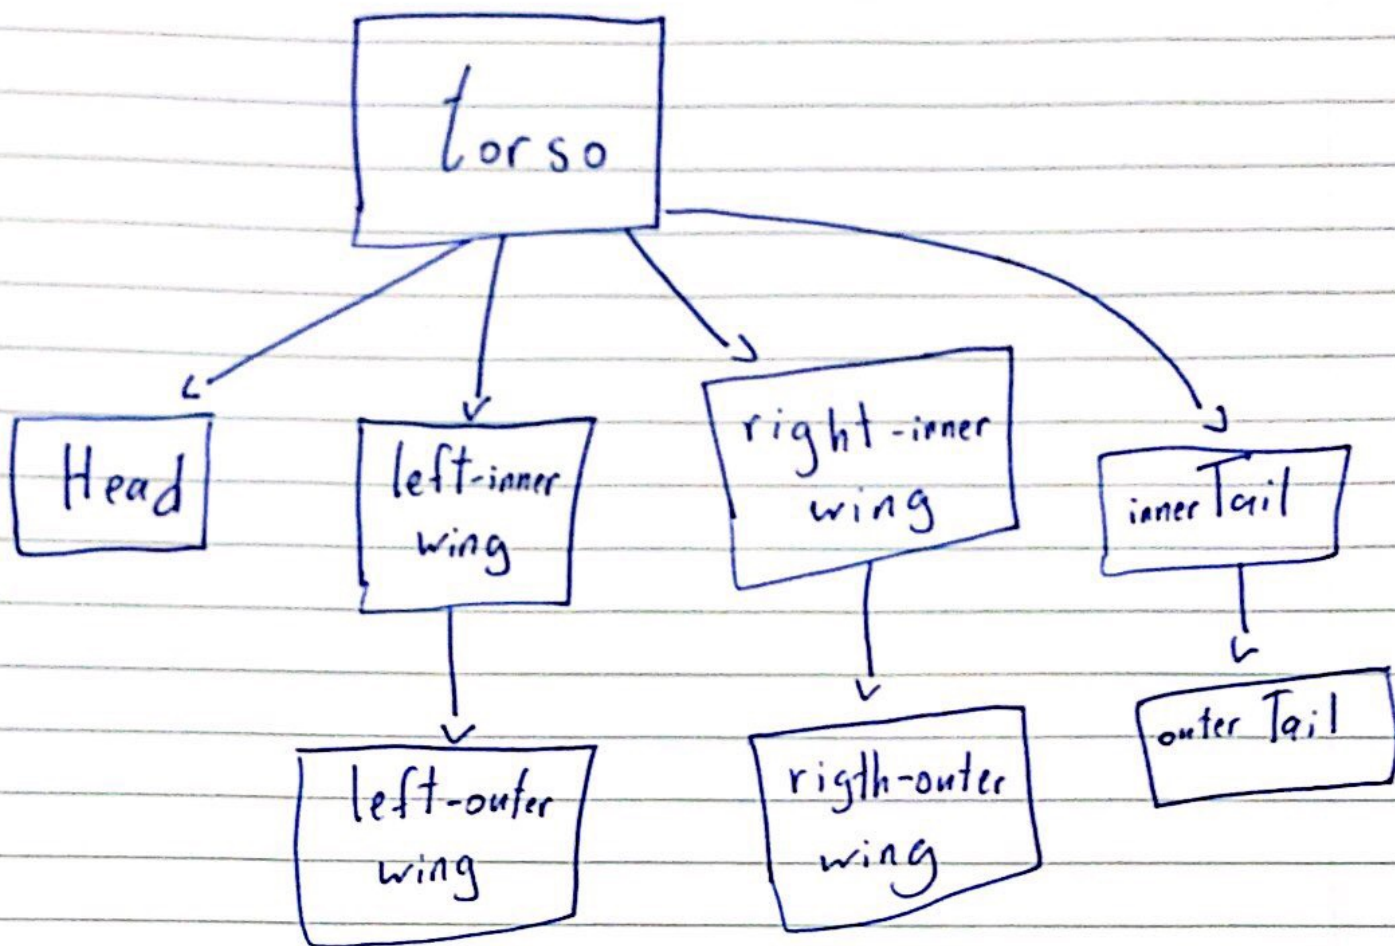 torso
Head
left-inner
wing
right-inner
wing
inner Tail
left-outer
wing
rigth-outer
wing
outer Tail